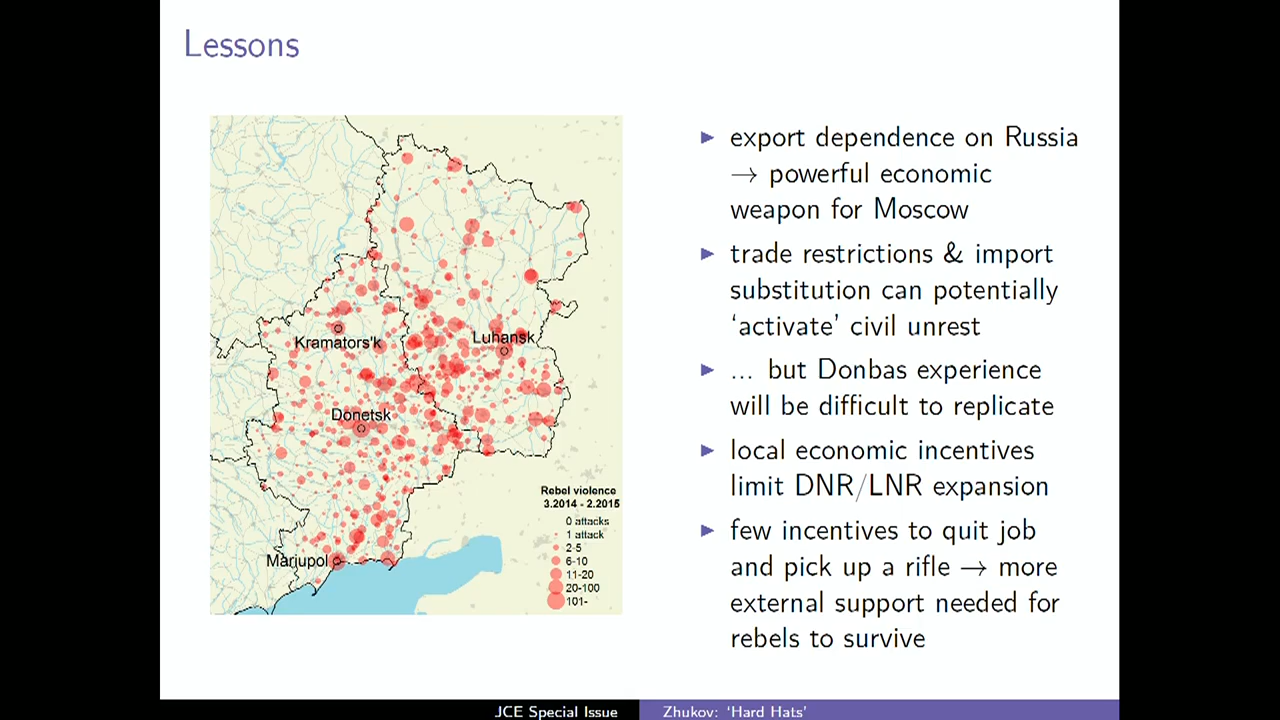 Lessons
Kramators'k
Luhansk
Donetsk
Mariupol
Rebel violence
3.2014 - 2.2015
0 attacks
1 attack
2-5
6-10
11-20
20-100
101-
▶ export dependence on Russia
→ powerful economic
weapon for Moscow
▶ trade restrictions & import
substitution can potentially
‘activate’ civil unrest
▶ ... but Donbas experience
will be difficult to replicate
▶ local economic incentives
limit DNR/LNR expansion
▶ few incentives to quit job
and pick up a rifle → more
external support needed for
rebels to survive
JCE Special Issue
Zhukov: ‘Hard Hats’